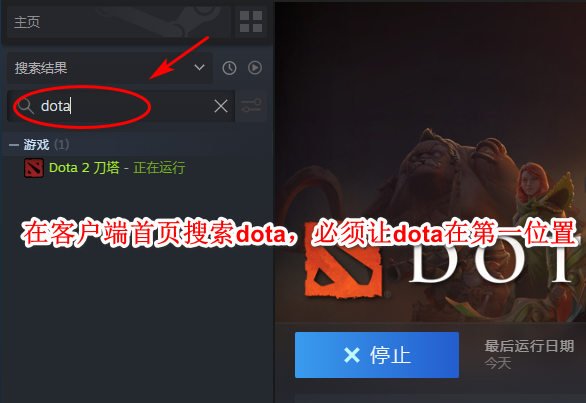 主页
搜索结果
dota
游戏 (1)
Dota 2 刀塔 - 正在运行
在客户端首页搜索dota，必须让dota在第一位置
DOT
停止
最后运行日期
今天